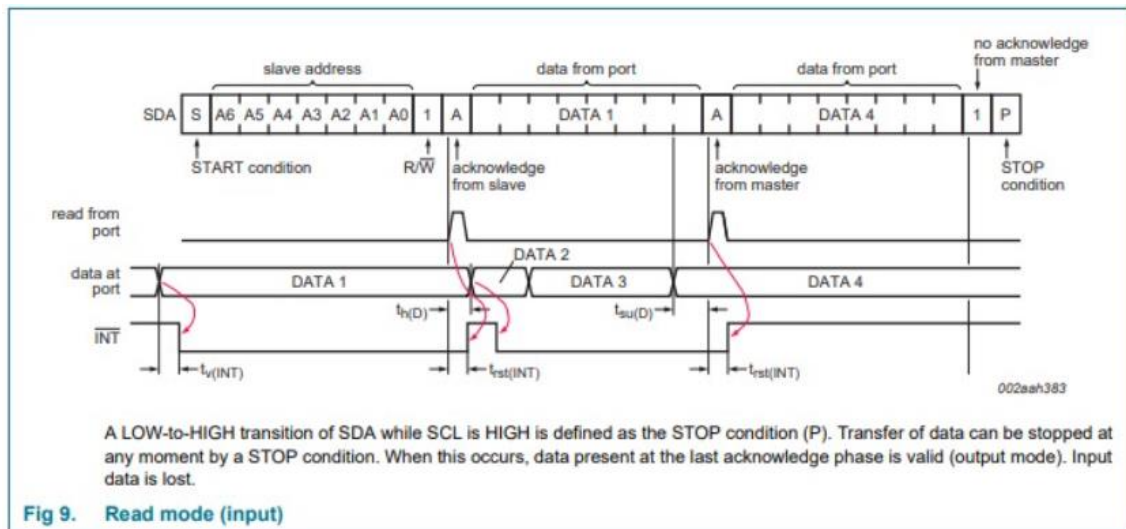 no acknowledge
from master
slave address
data from port
data from port
SDA S A6 A5 A4 A3 A2 A1 A0 1 A DATA 1 A DATA 4 1 P
START condition
R/W̅
acknowledge
from slave
acknowledge
from master
STOP
condition
read from
port
DATA 2
data at
port
DATA 1
DATA 3
DATA 4
th(D)
tsu(D)
I̅N̅T̅
tv(INT)
trst(INT)
trst(INT)
002aah383
A LOW-to-HIGH transition of SDA while SCL is HIGH is defined as the STOP condition (P). Transfer of data can be stopped at
any moment by a STOP condition. When this occurs, data present at the last acknowledge phase is valid (output mode). Input
data is lost.
Fig 9. Read mode (input)